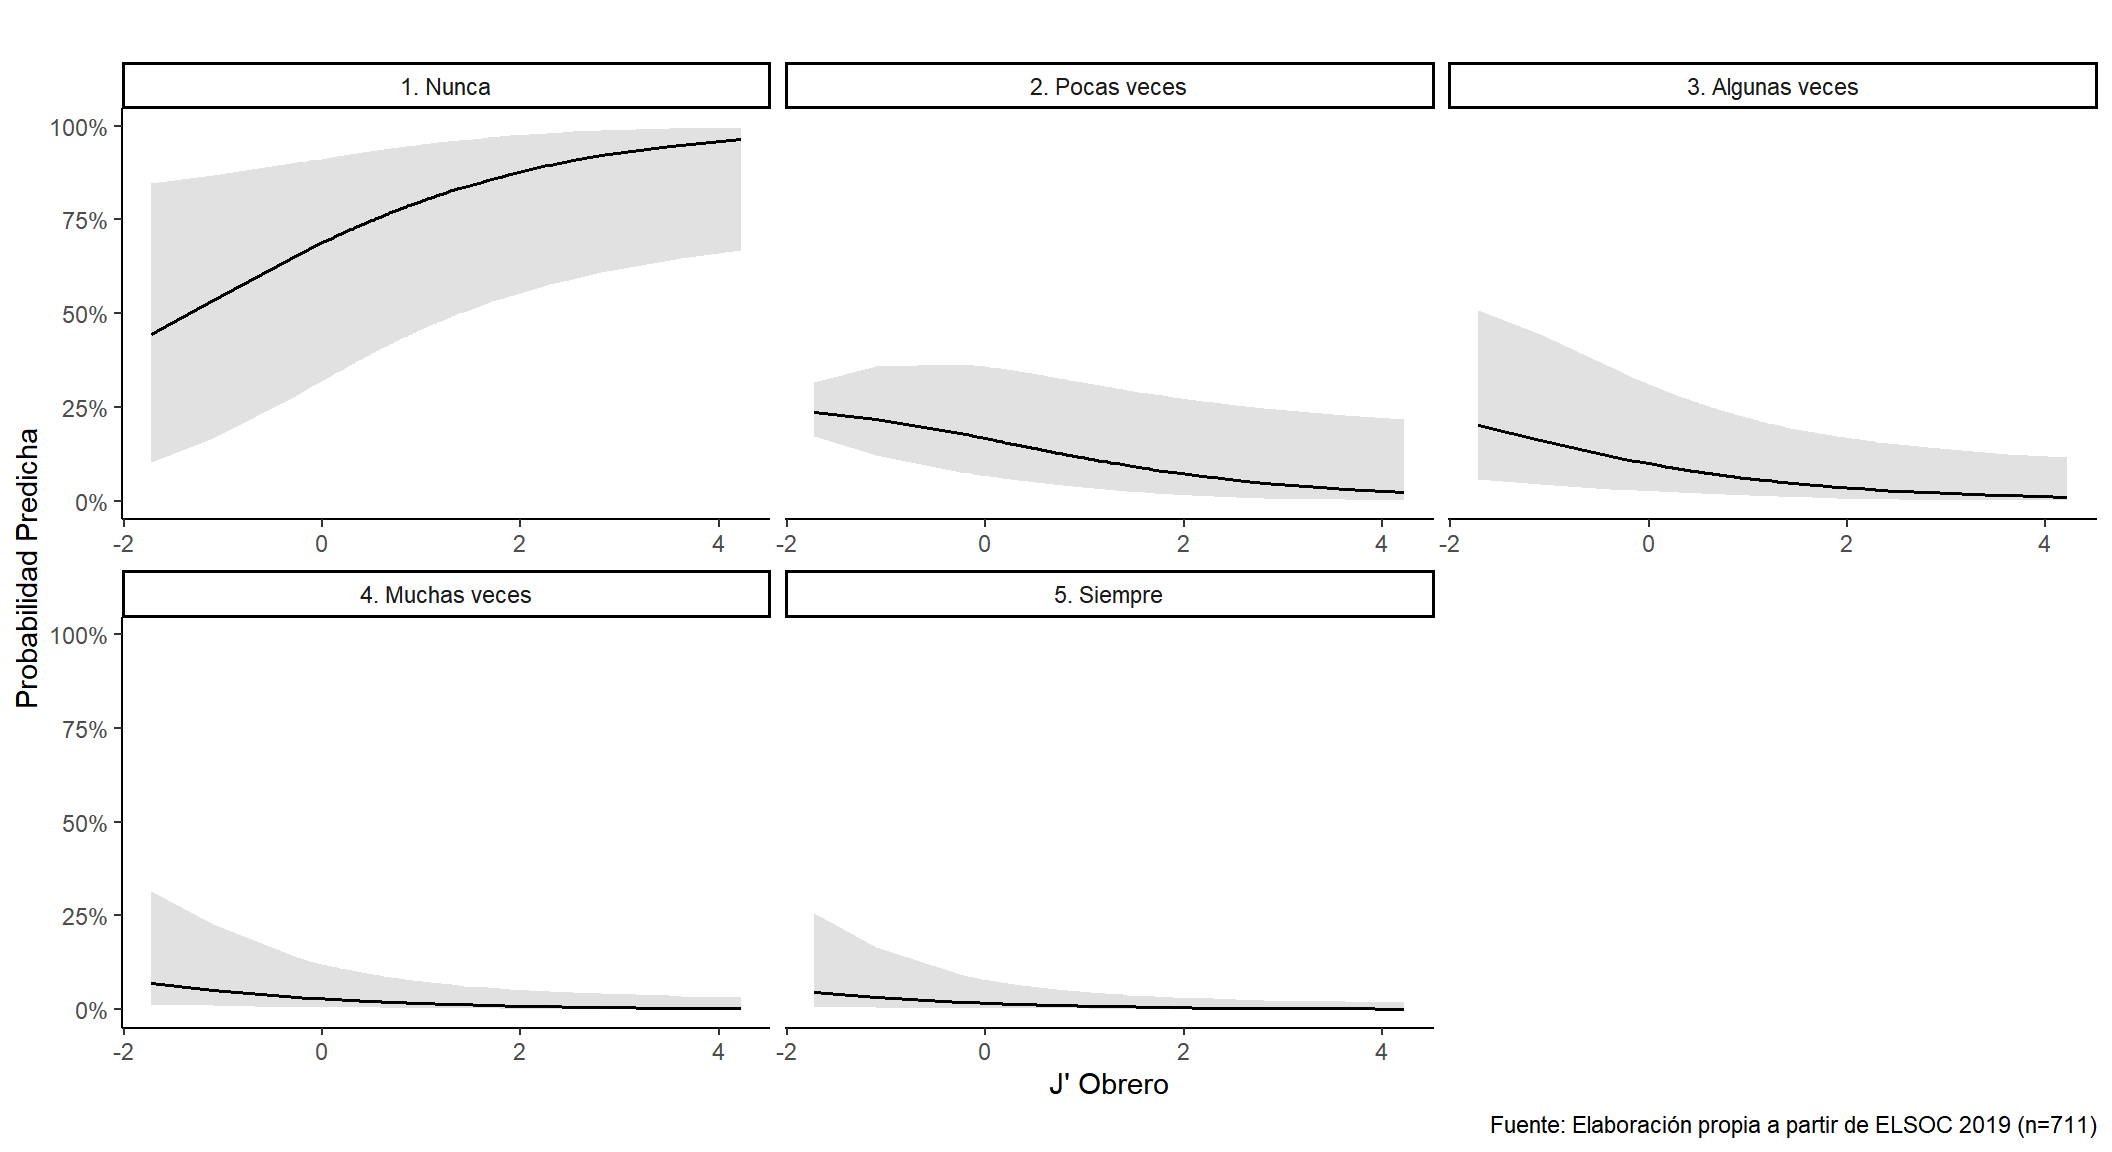 1. Nunca
2. Pocas veces
3. Algunas veces
100%
75%
50%
25%
0%
-2 0 2 4
-2 0 2 4
-2 0 2 4
4. Muchas veces
5. Siempre
100%
75%
50%
25%
0%
-2 0 2 4
-2 0 2 4
Probabilidad Predicha
J' Obrero
Fuente: Elaboración propia a partir de ELSOC 2019 (n=711)